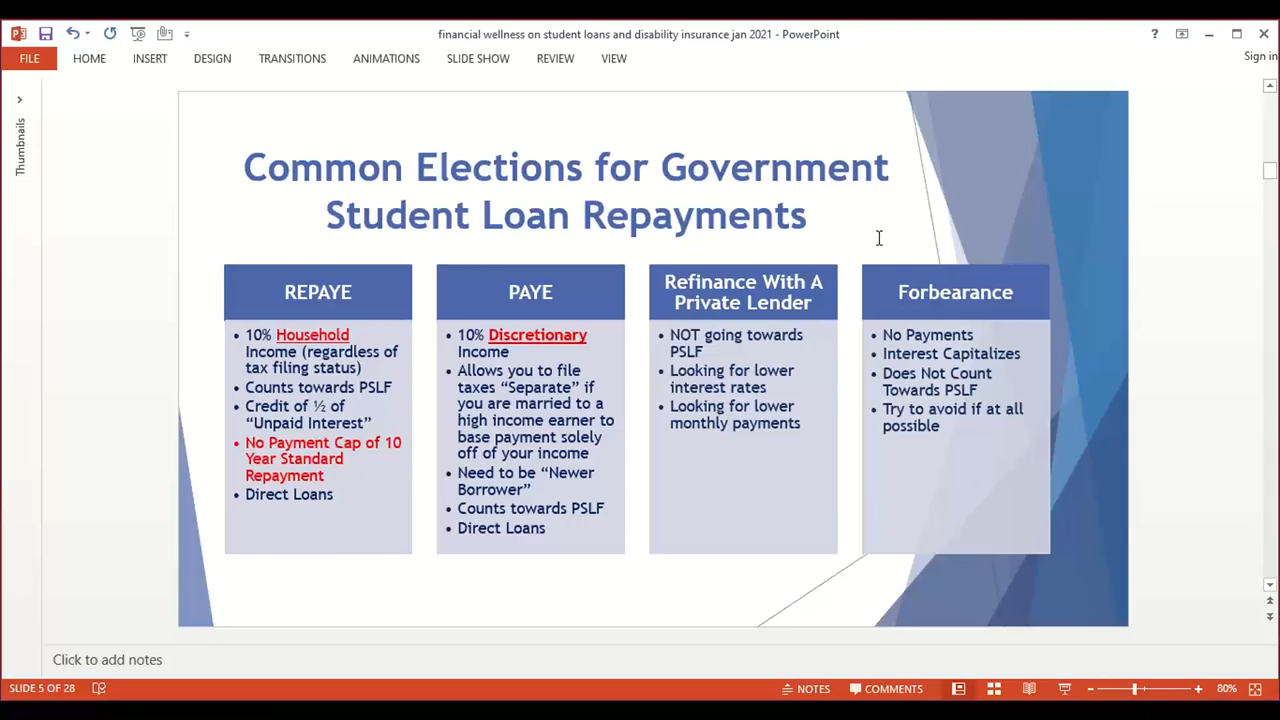 financial wellness on student loans and disability insurance jan 2021 - PowerPoint
?
Sign in
FILE
HOME
INSERT
DESIGN
TRANSITIONS
ANIMATIONS
SLIDE SHOW
REVIEW
VIEW
Thumbnails
Common Elections for Government
Student Loan Repayments
REPAYE
• 10% Household
Income (regardless of
tax filing status)
• Counts towards PSLF
• Credit of ½ of
“Unpaid Interest”
• No Payment Cap of 10
Year Standard
Repayment
• Direct Loans
PAYE
• 10% Discretionary
Income
• Allows you to file
taxes “Separate” if
you are married to a
high income earner to
base payment solely
off of your income
• Need to be “Newer
Borrower”
• Counts towards PSLF
• Direct Loans
Refinance With A
Private Lender
• NOT going towards
PSLF
• Looking for lower
interest rates
• Looking for lower
monthly payments
Forbearance
• No Payments
• Interest Capitalizes
• Does Not Count
Towards PSLF
• Try to avoid if at all
possible
Click to add notes
SLIDE 5 OF 28
NOTES
COMMENTS
80%